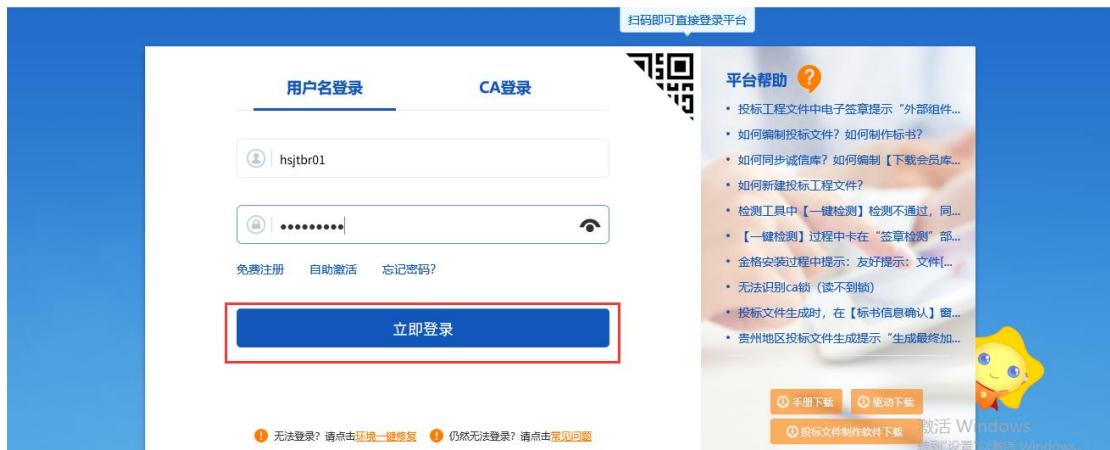 扫码即可直接登录平台
用户名登录
CA登录
hsjtbr01
•••••••••
免费注册 自助激活 忘记密码?
立即登录
无法登录？请点击环境一键修复 仍然无法登录？请点击常见问题
平台帮助
• 投标工程文件中电子签章提示“外部组件...
• 如何编制投标文件？如何制作标书?
• 如何同步诚信库？如何编制【下载会员库...
• 如何新建投标工程文件?
• 检测工具中【一键检测】检测不通过，同...
• 【一键检测】过程中卡在“签章检测”部...
• 金格安装过程中提示：友好提示：文件[...
• 无法识别ca锁（读不到锁）
• 投标文件生成时，在【标书信息确认】窗...
• 贵州地区投标文件生成提示“生成最终加...
手册下载 驱动下载
投标文件制作软件下载
激活 Windows
转到"设置"以激活 Windows。